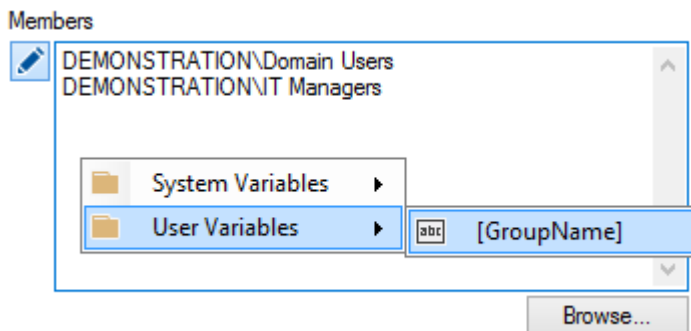 Members
DEMONSTRATION\Domain Users
DEMONSTRATION\IT Managers
System Variables
User Variables
abc [GroupName]
Browse...